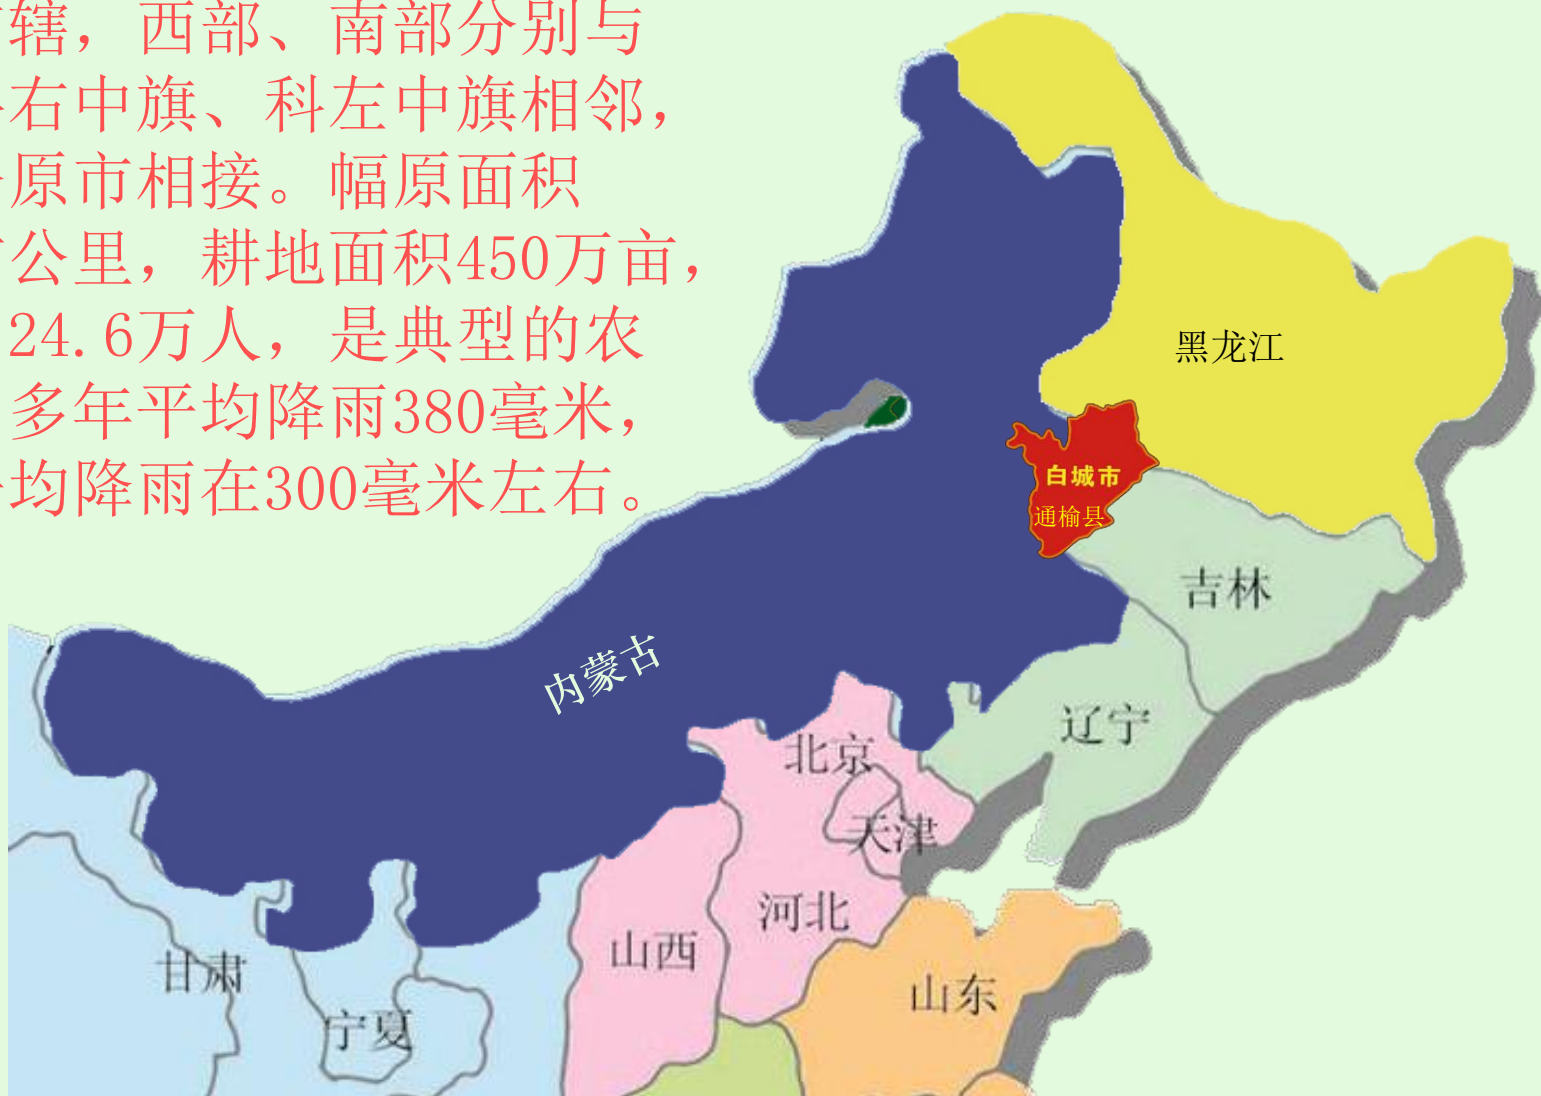 辖，西部、南部分别与
右中旗、科左中旗相邻，
原市相接。幅原面积
公里，耕地面积450万亩，
24.6万人，是典型的农
多年平均降雨380毫米，
均降雨在300毫米左右。
黑龙江
白城市
通榆县
吉林
内蒙古
辽宁
北京
天津
河北
山西
甘肃
山东
宁夏